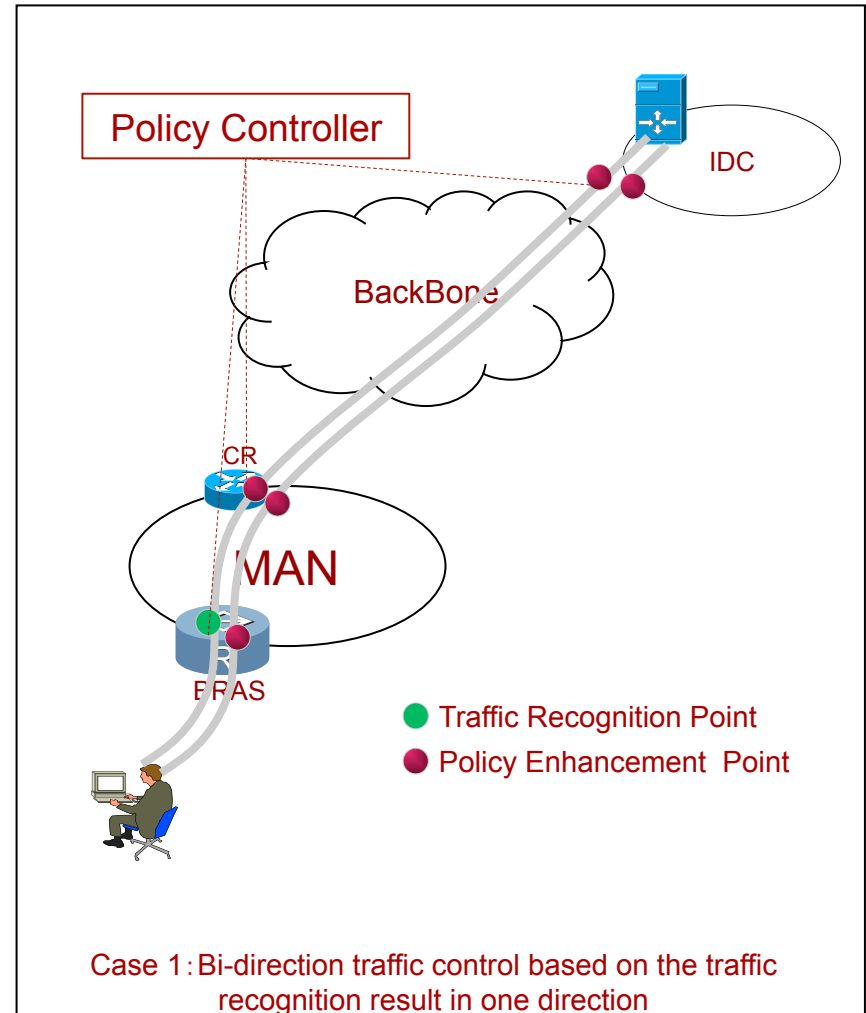 Policy Controller
IDC
BackBone
CR
MAN
BRAS
Traffic Recognition Point
Policy Enhancement Point
Case 1:Bi-direction traffic control based on the traffic
recognition result in one direction